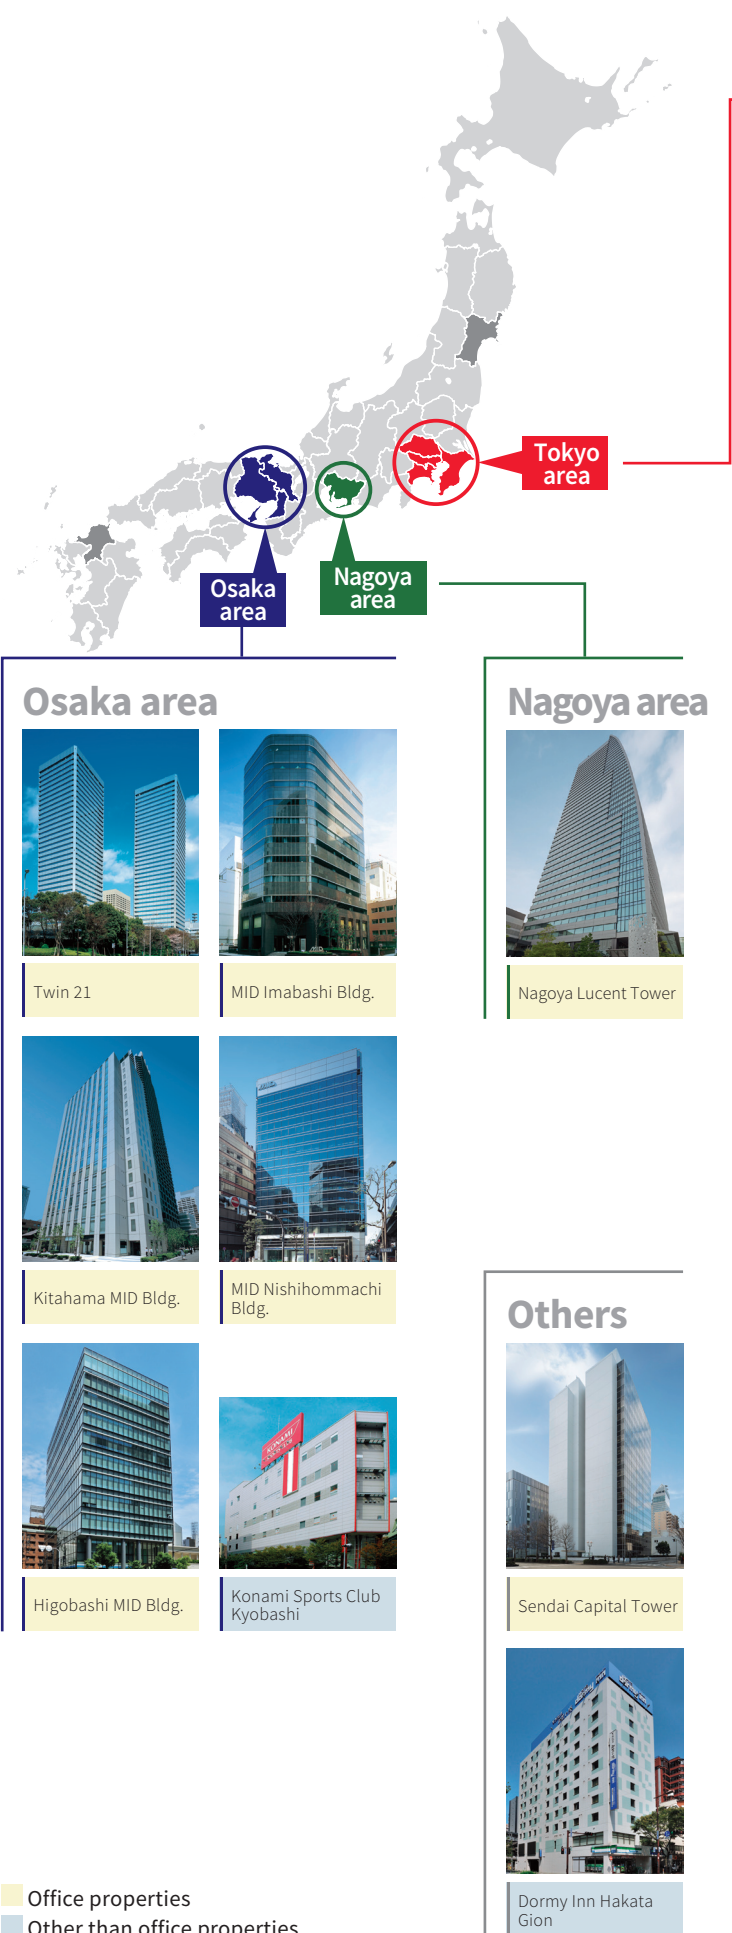 Tokyo
area
Osaka
area
Nagoya
area
Osaka area
Twin 21
MID Imabashi Bldg.
Kitahama MID Bldg.
MID Nishihommachi
Bldg.
Higobashi MID Bldg.
KONAMI
Konami Sports Club
Kyobashi
Nagoya area
Nagoya Lucent Tower
Others
Sendai Capital Tower
Dormy Inn Hakata
Gion
Office properties
Other than office properties